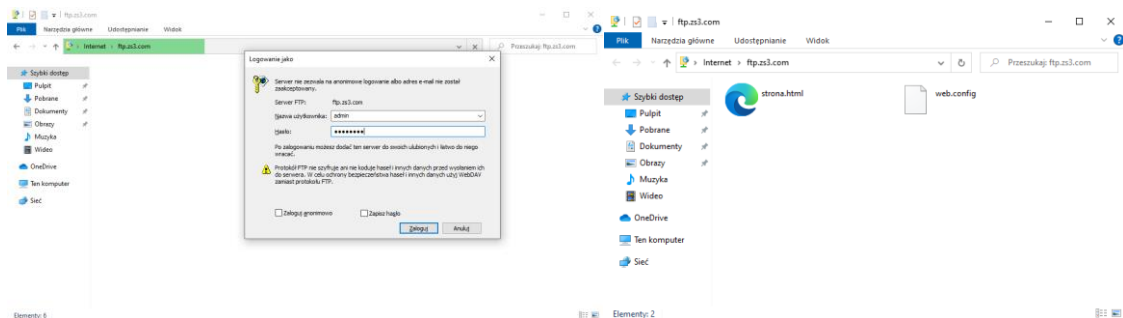 ftp.zs3.com
Plik Narzędzia główne Udostępnianie Widok
Internet › ftp.zs3.com
Przeszukaj: ftp.zs3.com
Szybki dostęp
Pulpit
Pobrane
Dokumenty
Obrazy
Muzyka
Wideo
OneDrive
Ten komputer
Sieć
Elementy: 6
Logowanie jako
Serwer nie zezwala na anonimowe logowanie albo adres e-mail nie został
zaakceptowany.
Serwer FTP: ftp.zs3.com
Nazwa użytkownika: admin
Hasło:
Po zalogowaniu możesz dodać ten serwer do swoich ulubionych i łatwo do niego
wracać.
Protokół FTP nie szyfruje ani nie koduje haseł i innych danych przed wysłaniem ich
do serwera. W celu ochrony bezpieczeństwa haseł i innych danych użyj WebDAV
zamiast protokołu FTP.
Zaloguj anonimowo Zapisz hasło
Zaloguj Anuluj
ftp.zs3.com
Plik Narzędzia główne Udostępnianie Widok
Internet › ftp.zs3.com
Przeszukaj: ftp.zs3.com
Szybki dostęp
Pulpit
Pobrane
Dokumenty
Obrazy
Muzyka
Wideo
OneDrive
Ten komputer
Sieć
strona.html
web.config
Elementy: 2